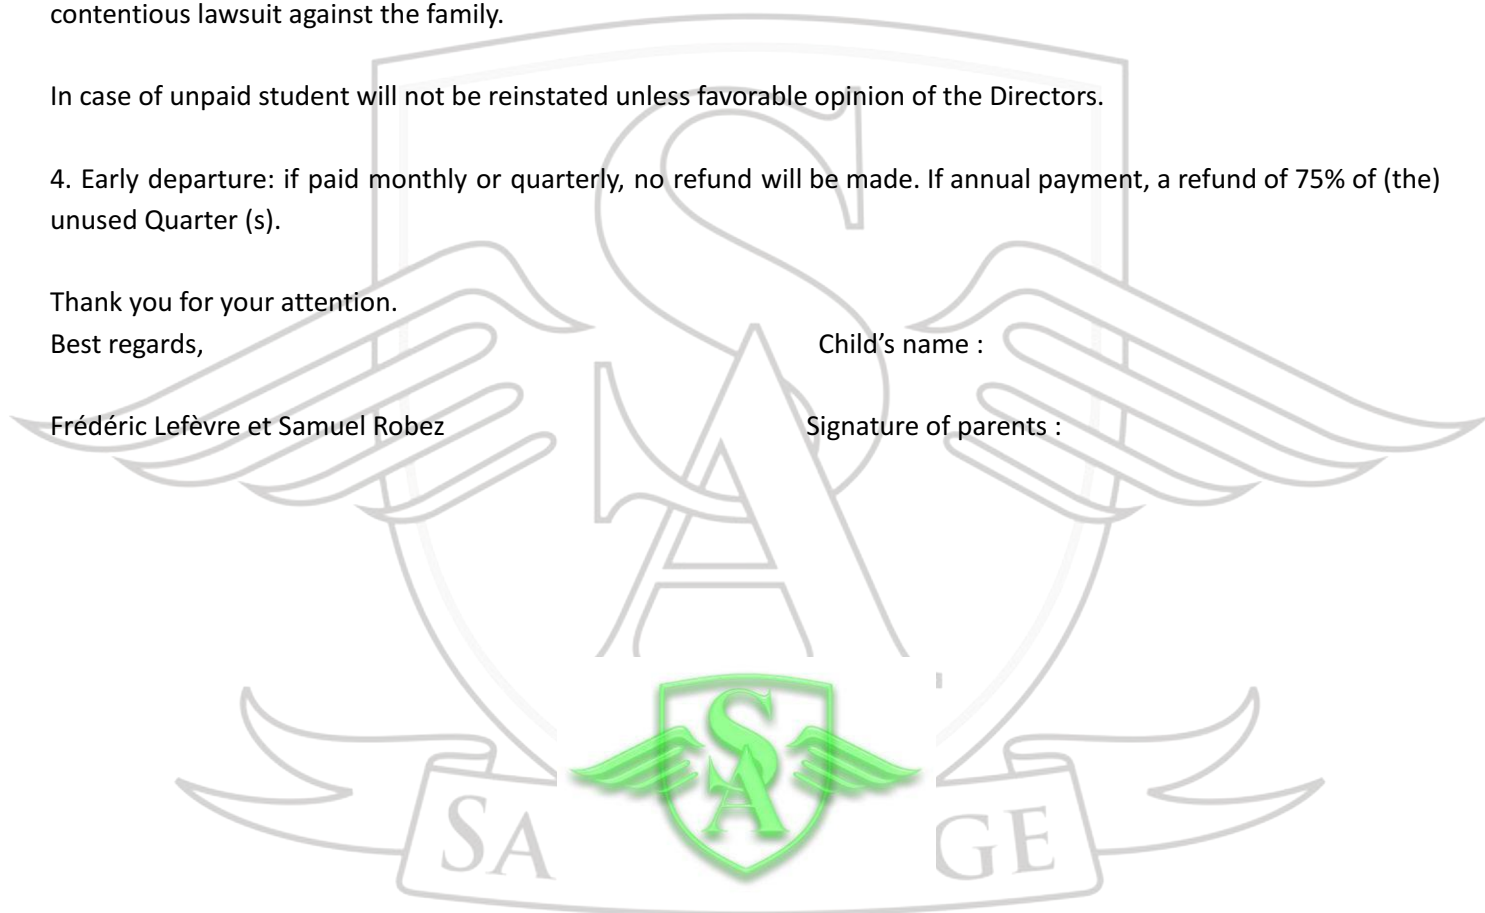 contentious lawsuit against the family.
In case of unpaid student will not be reinstated unless favorable opinion of the Directors.
4. Early departure: if paid monthly or quarterly, no refund will be made. If annual payment, a refund of 75% of (the)
unused Quarter (s).
Thank you for your attention.
Best regards,
Child’s name :
Frédéric Lefèvre et Samuel Robez
Signature of parents :
SA
SA
SA GE